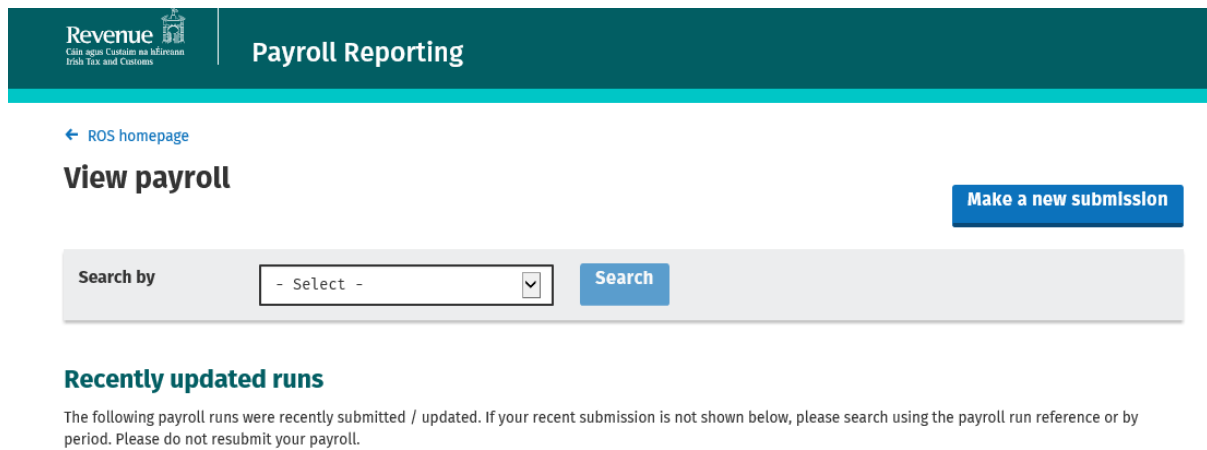 Revenue
Cáin agus Custaim na hÉireann
Irish Tax and Customs
Payroll Reporting
← ROS homepage
View payroll
Make a new submission
Search by
- Select -
Search
Recently updated runs
The following payroll runs were recently submitted / updated. If your recent submission is not shown below, please search using the payroll run reference or by
period. Please do not resubmit your payroll.